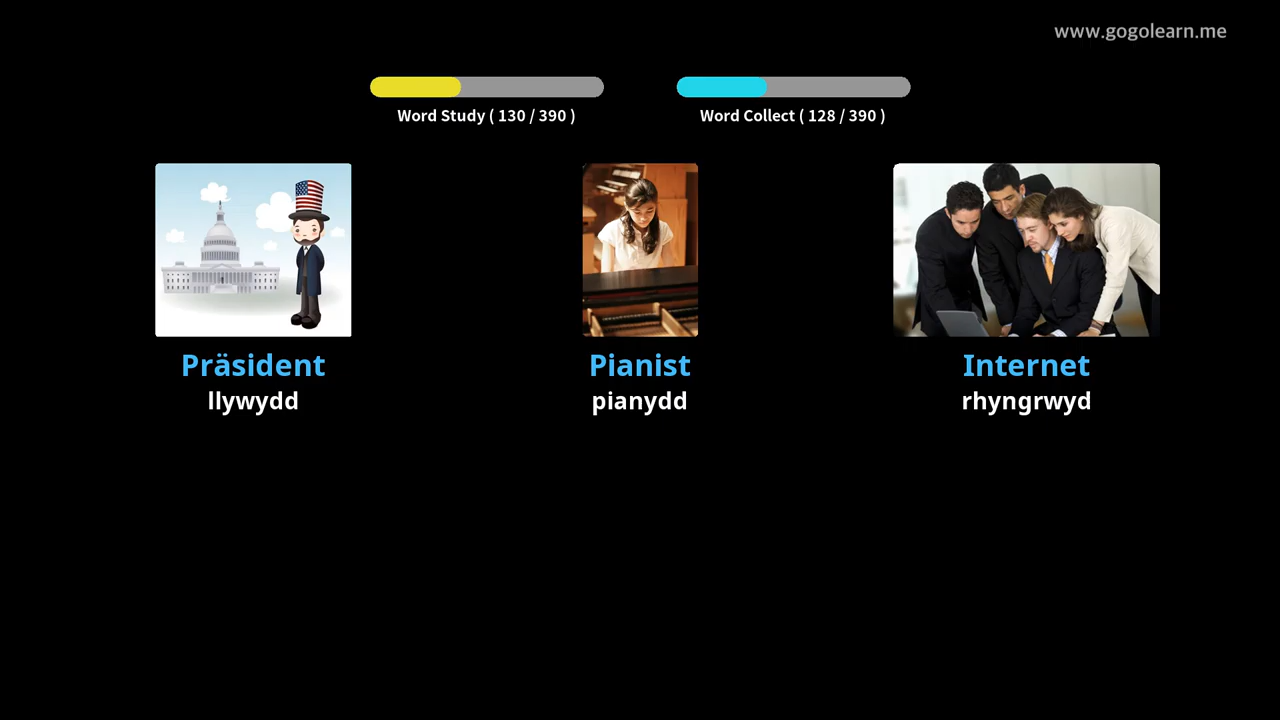 www.gogolearn.me
Word Study ( 130 / 390 )
Word Collect ( 128 / 390 )
Präsident
llywydd
Pianist
pianydd
Internet
rhyngrwyd